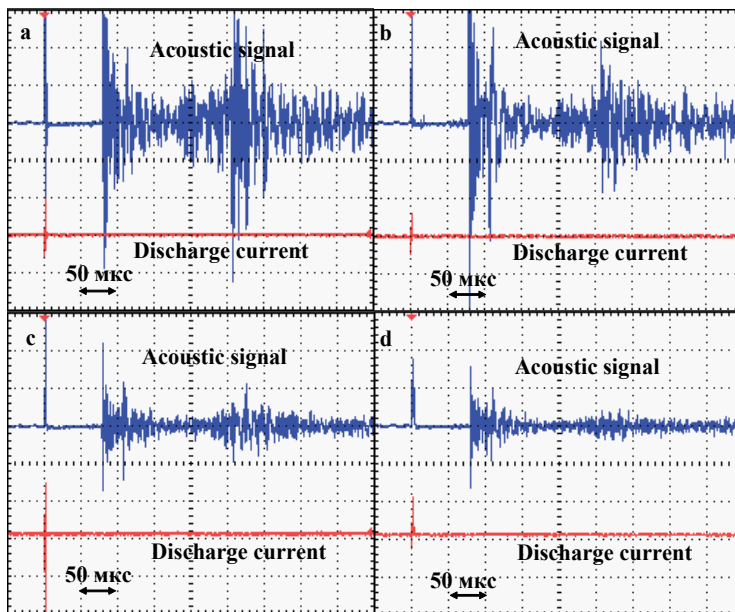 a
Acoustic signal
Discharge current
50 мкс
b
Acoustic signal
Discharge current
50 мкс
c
Acoustic signal
Discharge current
50 мкс
d
Acoustic signal
Discharge current
50 мкс